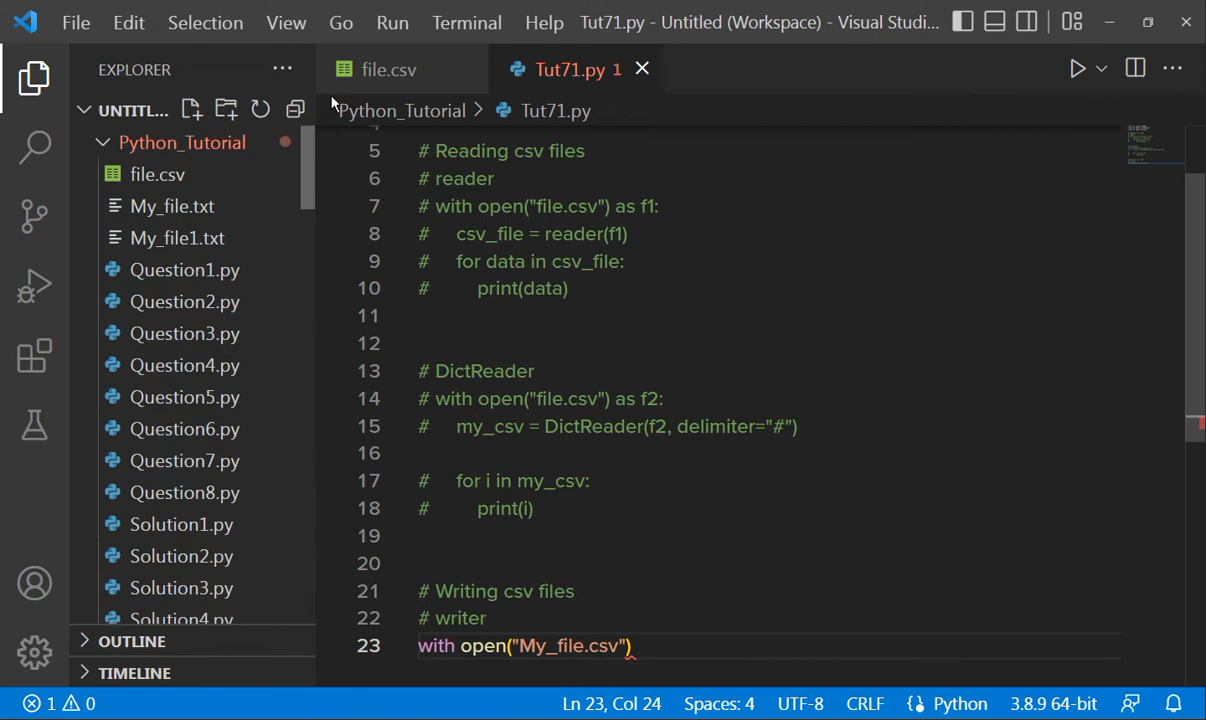 File Edit Selection View Go Run Terminal Help Tut71.py - Untitled (Workspace) - Visual Studi...
EXPLORER
file.csv
Tut71.py 1
UNTITL...
Python_Tutorial > Tut71.py
Python_Tutorial
file.csv
My_file.txt
My_file1.txt
Question1.py
Question2.py
Question3.py
Question4.py
Question5.py
Question6.py
Question7.py
Question8.py
Solution1.py
Solution2.py
Solution3.py
Solution4.py
OUTLINE
TIMELINE
4
5 # Reading csv files
6 # reader
7 # with open("file.csv") as f1:
8 # csv_file = reader(f1)
9 # for data in csv_file:
10 # print(data)
11
12
13 # DictReader
14 # with open("file.csv") as f2:
15 # my_csv = DictReader(f2, delimiter="#")
16
17 # for i in my_csv:
18 # print(i)
19
20
21 # Writing csv files
22 # writer
23 with open("My_file.csv")
1 0 Ln 23, Col 24 Spaces: 4 UTF-8 CRLF Python 3.8.9 64-bit